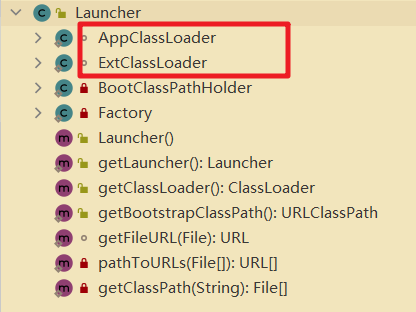 Launcher
AppClassLoader
ExtClassLoader
BootClassPathHolder
Factory
Launcher()
getLauncher(): Launcher
getClassLoader(): ClassLoader
getBootstrapClassPath(): URLClassPath
getFileURL(File): URL
pathToURLs(File[]): URL[]
getClassPath(String): File[]